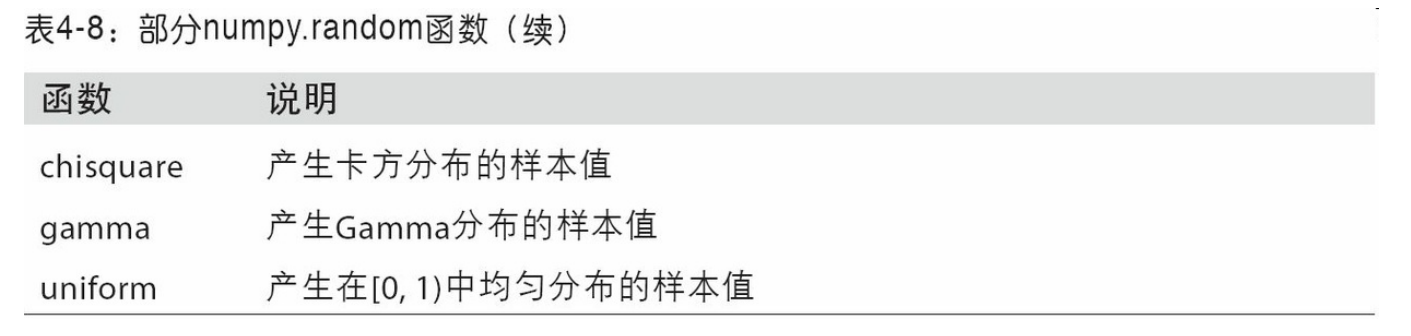 表4-8：部分numpy.random函数（续）
函数 说明
chisquare 产生卡方分布的样本值
gamma 产生Gamma分布的样本值
uniform 产生在[0, 1)中均匀分布的样本值